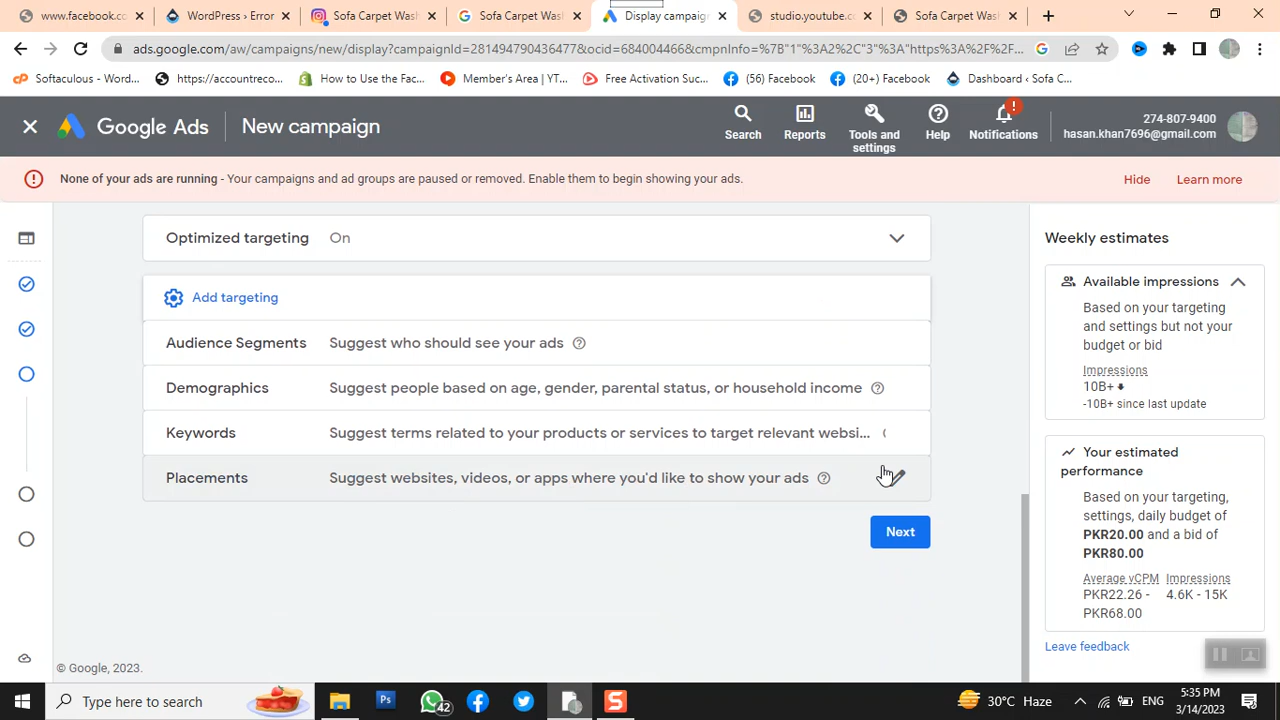 www.facebook.cc
WordPress › Error
Sofa Carpet Was
Sofa Carpet Was
Display campaig
studio.youtube.cc
Sofa Carpet Was
ads.google.com/aw/campaigns/new/display?campaignId=281494790436477&ocid=684004466&cmpnInfo=%7B"1"%3A2%2C"3"%3A"https%3A%2F%2F...
Softaculous - Word...
https://accountreco...
How to Use the Fac...
Member's Area | YT...
Free Activation Suc...
(56) Facebook
(20+) Facebook
Dashboard ‹ Sofa C...
Google Ads
New campaign
Search
Reports
Tools and
settings
Help
Notifications
274-807-9400
hasan.khan7696@gmail.com
None of your ads are running - Your campaigns and ad groups are paused or removed. Enable them to begin showing your ads.
Hide
Learn more
Optimized targeting On
Add targeting
Audience Segments Suggest who should see your ads
Demographics Suggest people based on age, gender, parental status, or household income
Keywords Suggest terms related to your products or services to target relevant websi...
Placements Suggest websites, videos, or apps where you'd like to show your ads
Next
© Google, 2023.
Weekly estimates
Available impressions
Based on your targeting
and settings but not your
budget or bid
Impressions
10B+
-10B+ since last update
Your estimated
performance
Based on your targeting,
settings, daily budget of
PKR20.00 and a bid of
PKR80.00
Average vCPM Impressions
PKR22.26 - 4.6K - 15K
PKR68.00
Leave feedback
Type here to search
Ps
42
30°C Haze
ENG
5:35 PM
3/14/2023